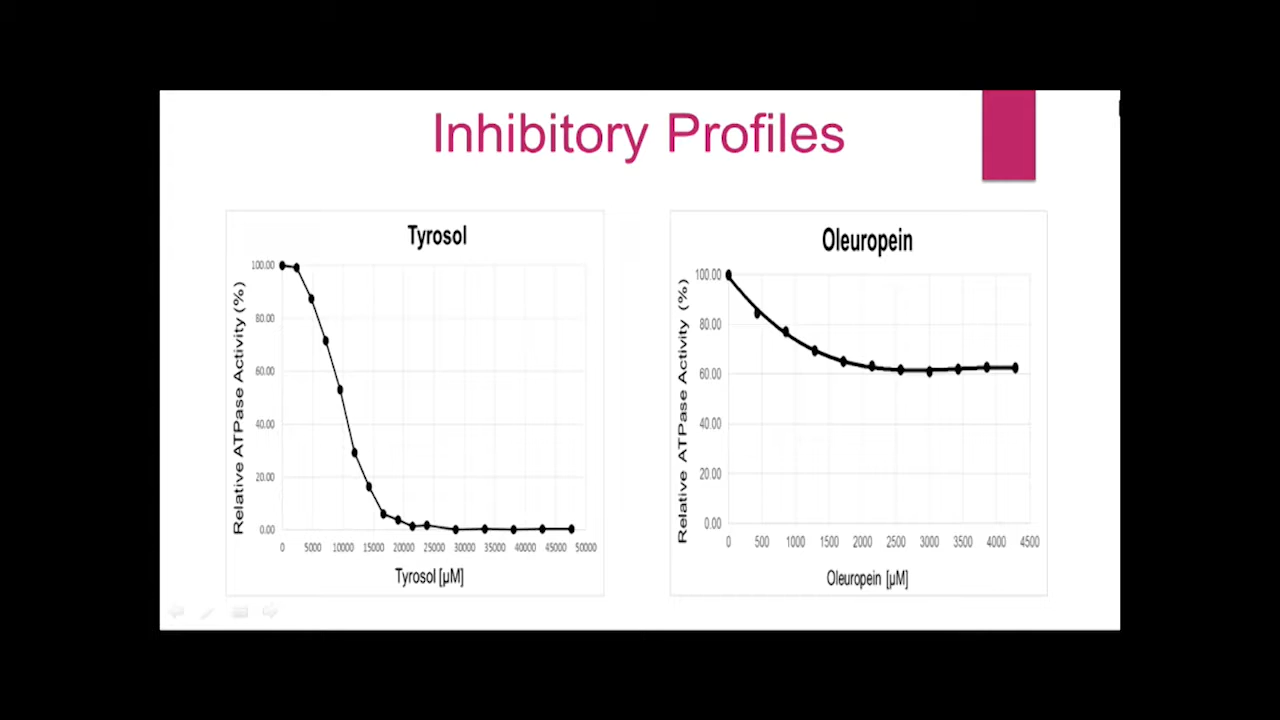 Inhibitory Profiles
Tyrosol
Relative ATPase Activity (%)
100.00
80.00
60.00
40.00
20.00
0.00
0 5000 10000 15000 20000 25000 30000 35000 40000 45000 50000
Tyrosol [µM]
Oleuropein
Relative ATPase Activity (%)
100.00
80.00
60.00
40.00
20.00
0.00
0 500 1000 1500 2000 2500 3000 3500 4000 4500
Oleuropein [µM]